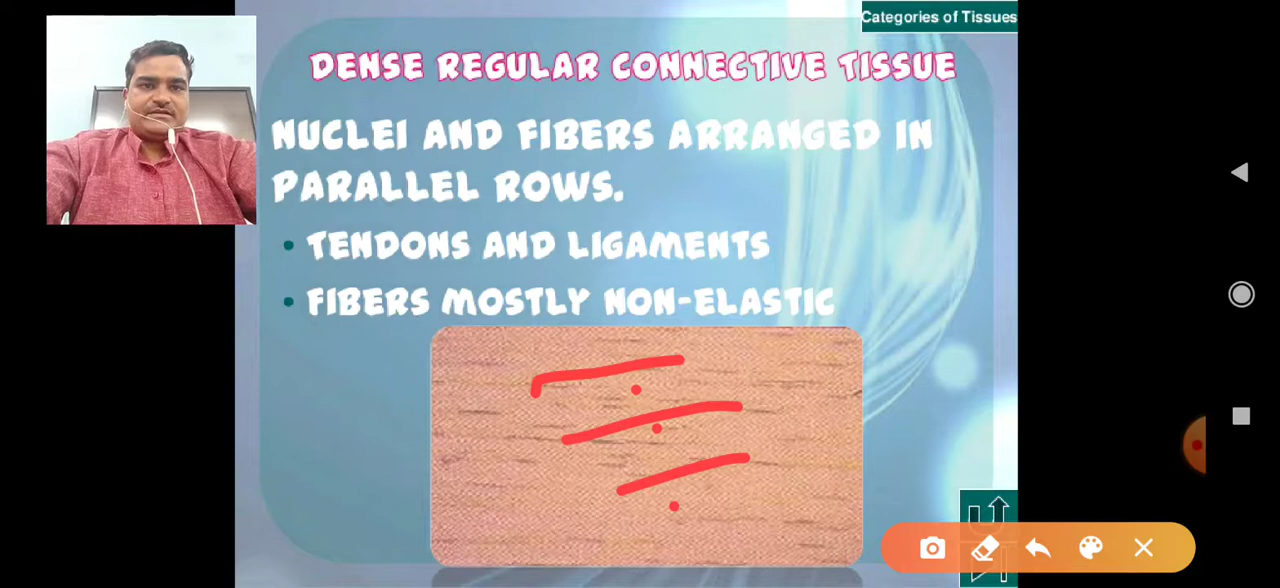 Categories of Tissues
DENSE REGULAR CONNECTIVE TISSUE
NUCLEI AND FIBERS ARRANGED IN
PARALLEL ROWS.
• TENDONS AND LIGAMENTS
• FIBERS MOSTLY NON-ELASTIC